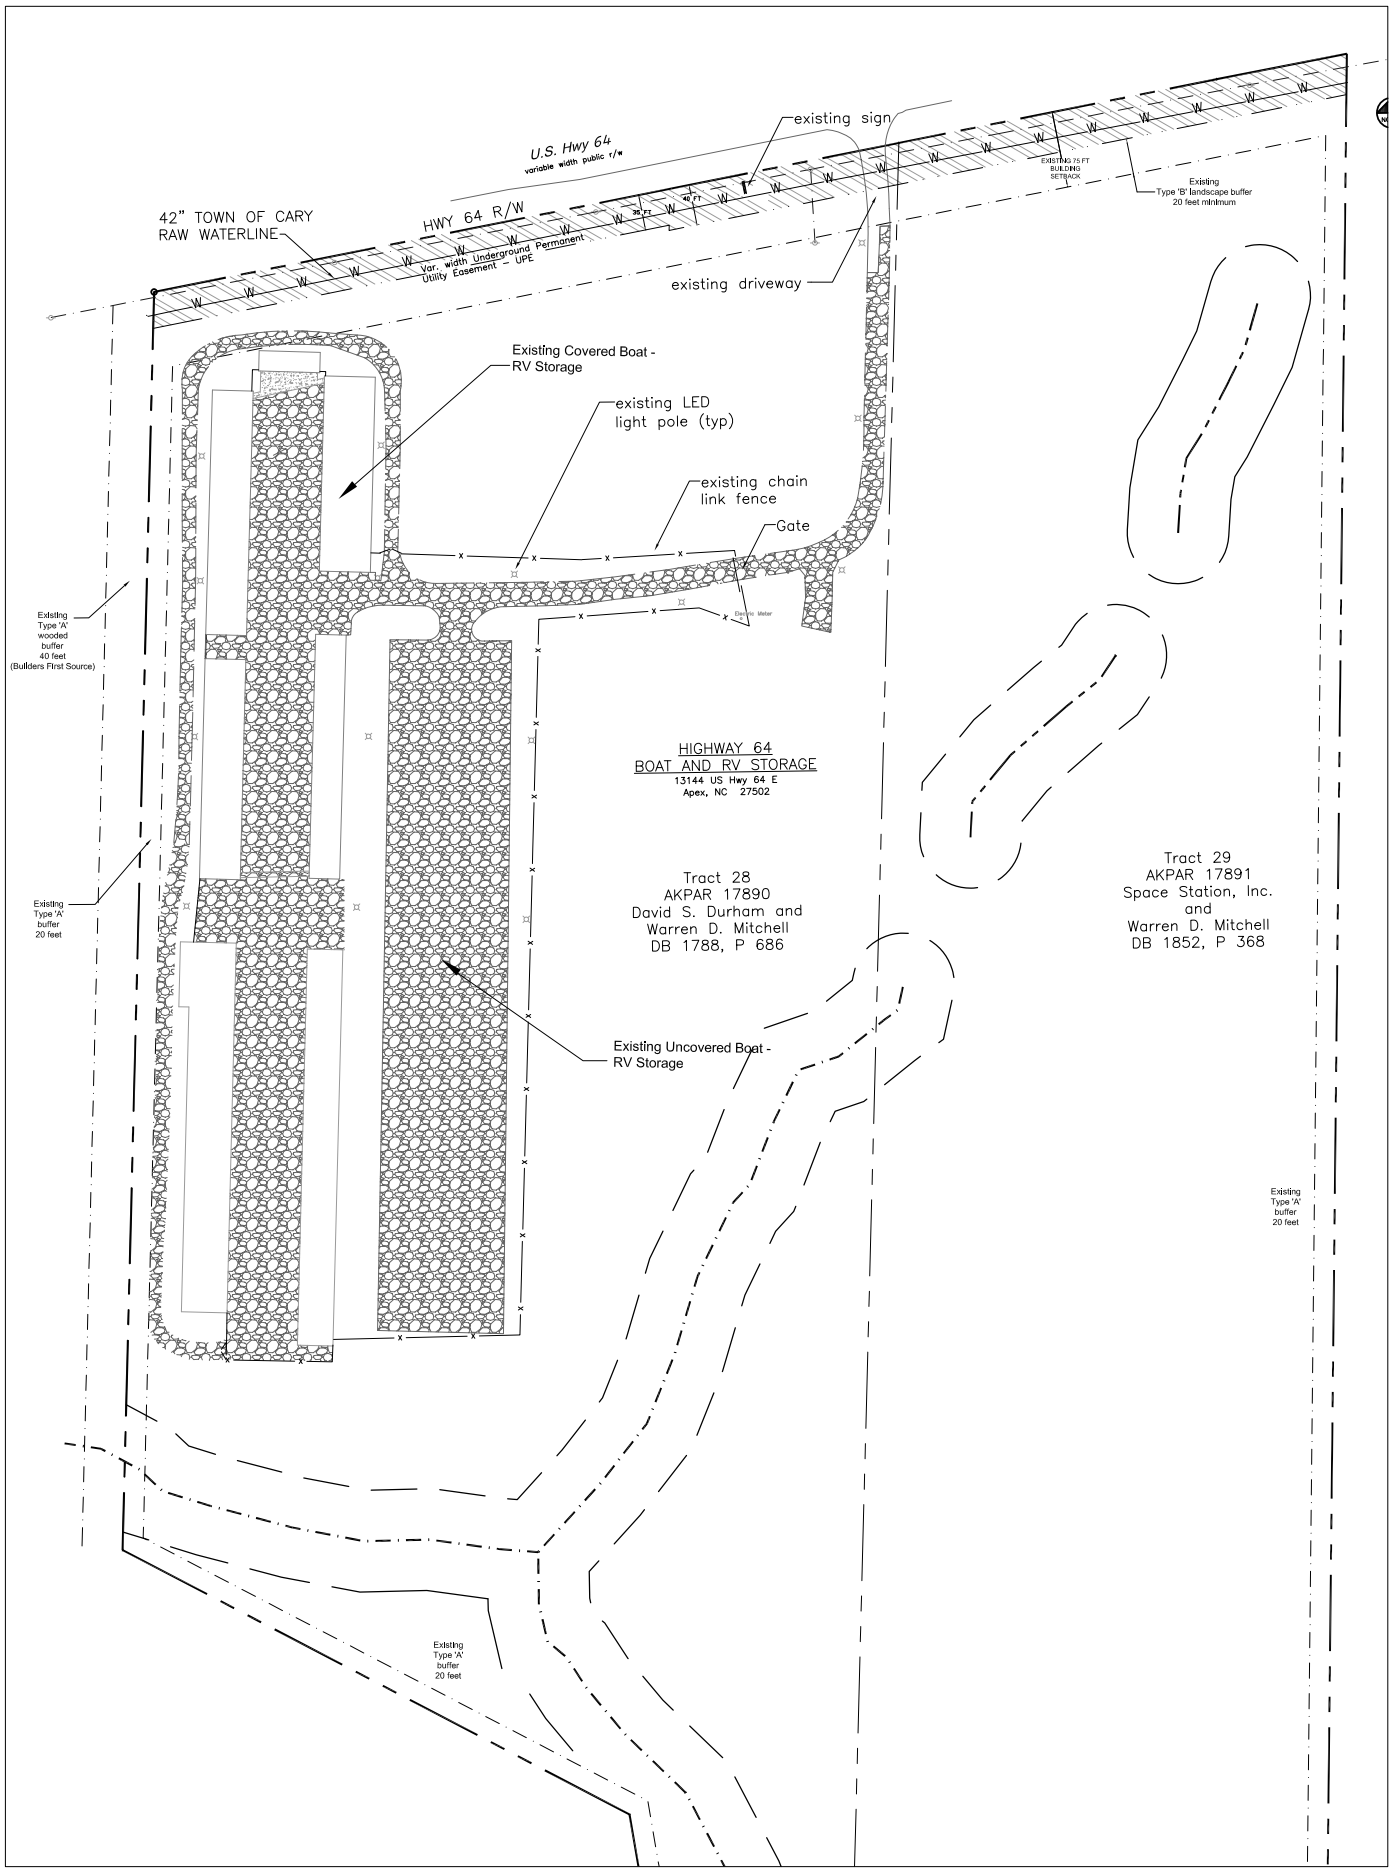 existing sign
U.S. Hwy 64
variable width public r/w
EXISTING 75 FT
BUILDING
SETBACK
Existing
Type 'B' landscape buffer
20 feet minimum
42" TOWN OF CARY
RAW WATERLINE
HWY 64 R/W
35 FT
40 FT
W W W W W W W W W W W W W W W W W W W W W W
Var. width Underground Permanent
Utility Easement - UPE
existing driveway
Existing Covered Boat -
RV Storage
existing LED
light pole (typ)
existing chain
link fence
Gate
Electric Meter
Existing
Type 'A'
wooded
buffer
40 feet
(Builders First Source)
HIGHWAY 64
BOAT AND RV STORAGE
13144 US Hwy 64 E
Apex, NC 27502
Tract 28
AKPAR 17890
David S. Durham and
Warren D. Mitchell
DB 1788, P 686
Tract 29
AKPAR 17891
Space Station, Inc.
and
Warren D. Mitchell
DB 1852, P 368
Existing
Type 'A'
buffer
20 feet
Existing Uncovered Boat -
RV Storage
Existing
Type 'A'
buffer
20 feet
Existing
Type 'A'
buffer
20 feet